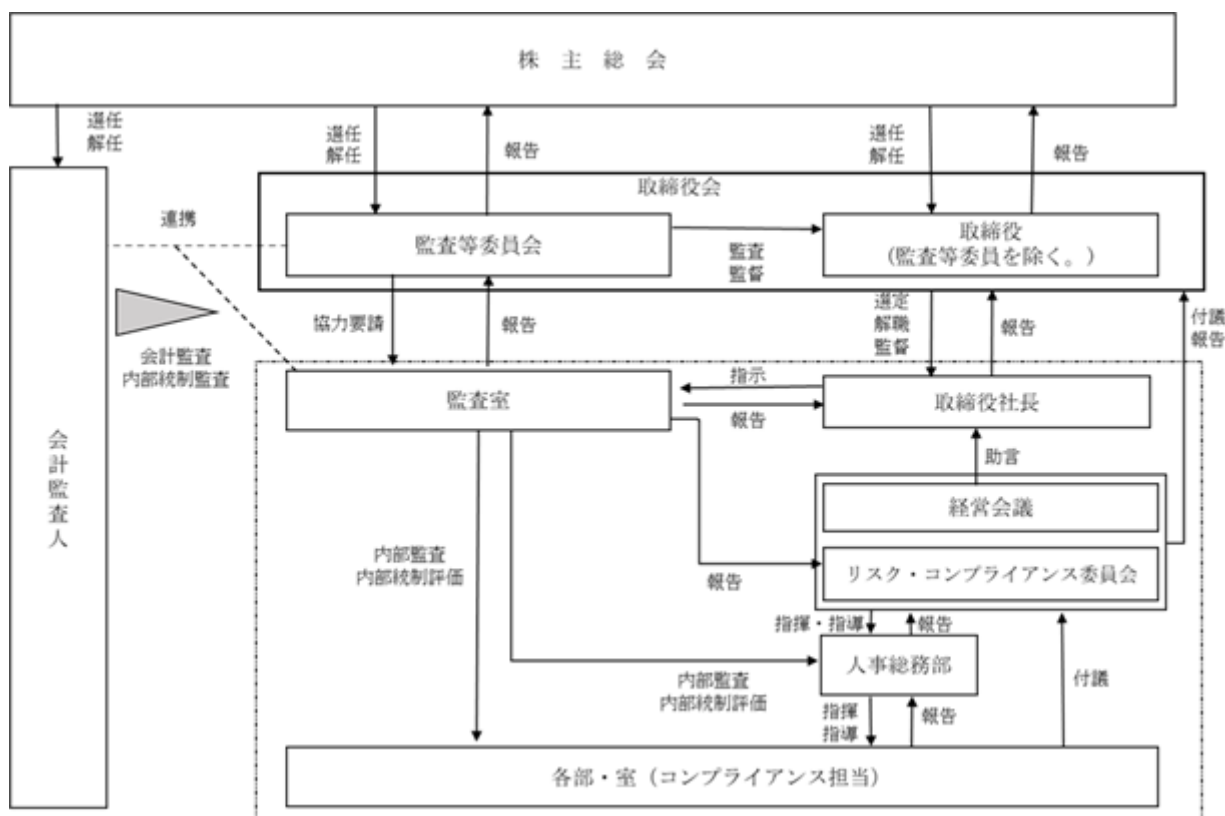 株主総会
選任
解任
選任
解任
報告
選任
解任
報告
取締役会
連携
監査等委員会
監査
監督
取締役
(監査等委員を除く。)
協力要請
報告
選定
解職
監督
報告
付議
報告
会計監査
内部統制監査
会計監査人
監査室
指示
報告
取締役社長
助言
経営会議
リスク・コンプライアンス委員会
内部監査
内部統制評価
報告
指揮・指導
報告
人事総務部
内部監査
内部統制評価
付議
指揮
指導
報告
各部・室(コンプライアンス担当)